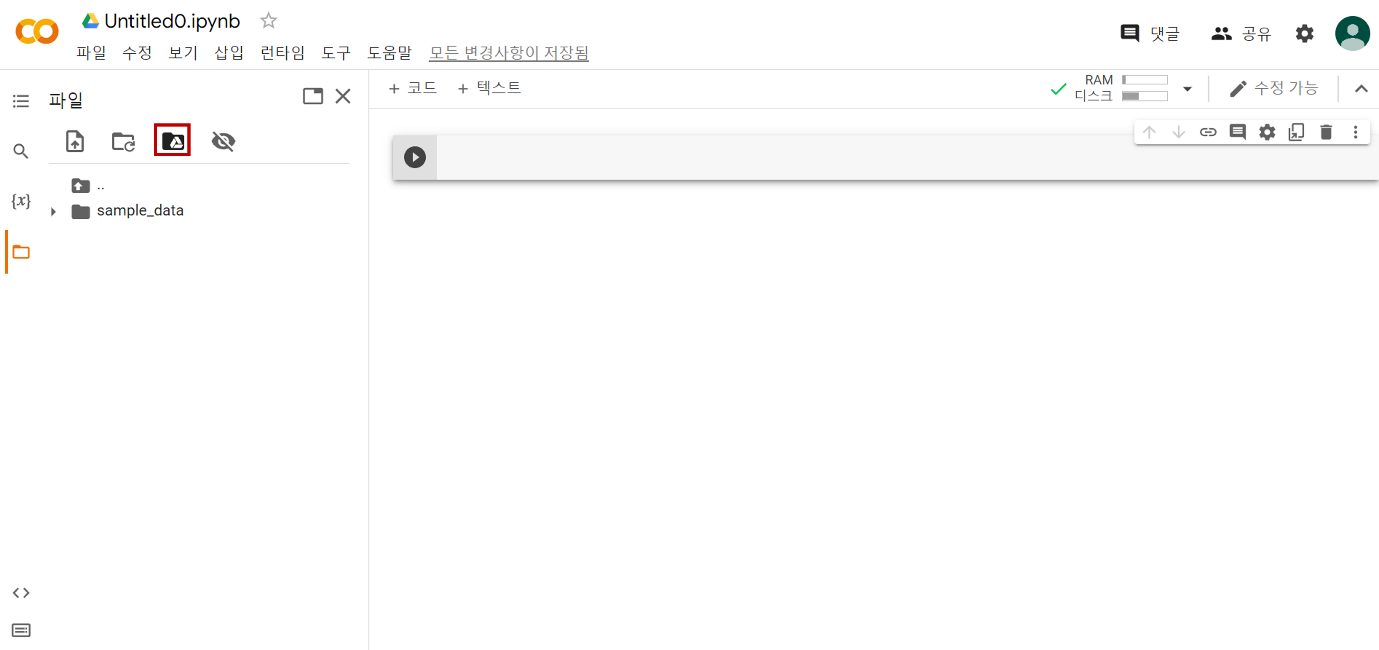 Untitled0.ipynb
파일 수정 보기 삽입 런타임 도구 도움말 모든 변경사항이 저장됨
댓글 공유
파일
+ 코드 + 텍스트
RAM
디스크
수정 가능
{x}
..
sample_data